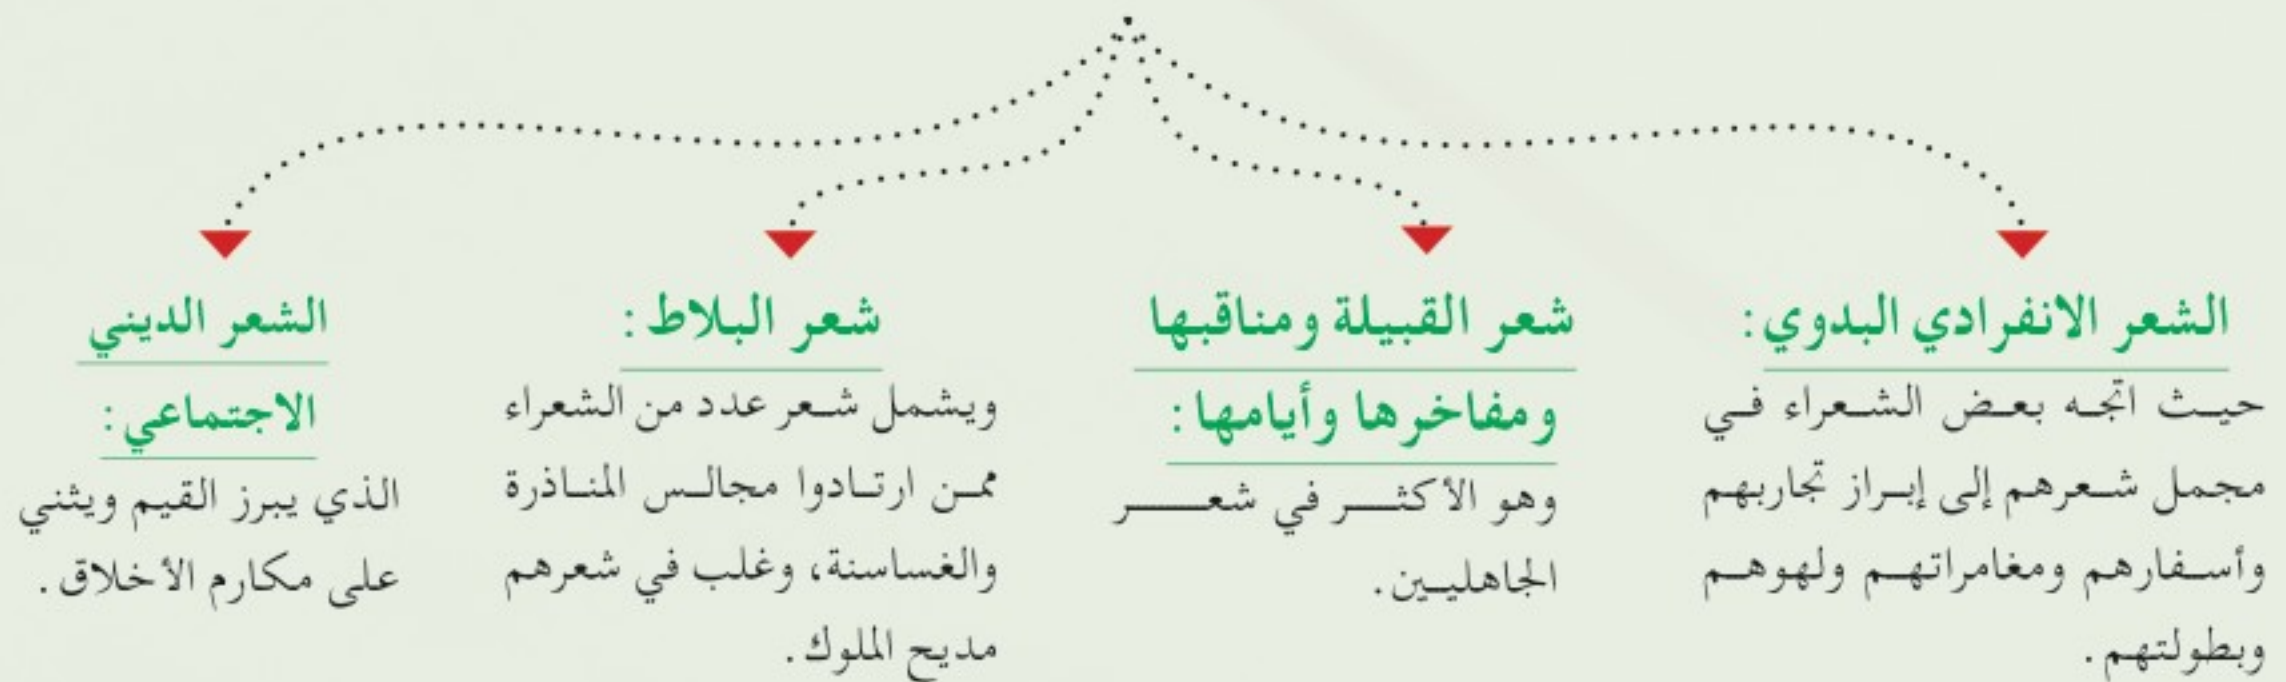 الشعر الانفرادي البدوي:
حيث اتجه بعض الشعراء في
مجمل شعرهم إلى إبراز تجاربهم
وأسفارهم ومغامراتهم ولهوهم
وبطولتهم.
شعر القبيلة ومناقبها
ومفاخرها وأيامها:
وهو الأكثر في شعر
الجاهليين.
شعر البلاط:
ويشمل شعر عدد من الشعراء
ممن ارتادوا مجالس المناذرة
والغساسنة، وغلب في شعرهم
مديح الملوك.
الشعر الديني
الاجتماعي:
الذي يبرز القيم ويثني
على مكارم الأخلاق.